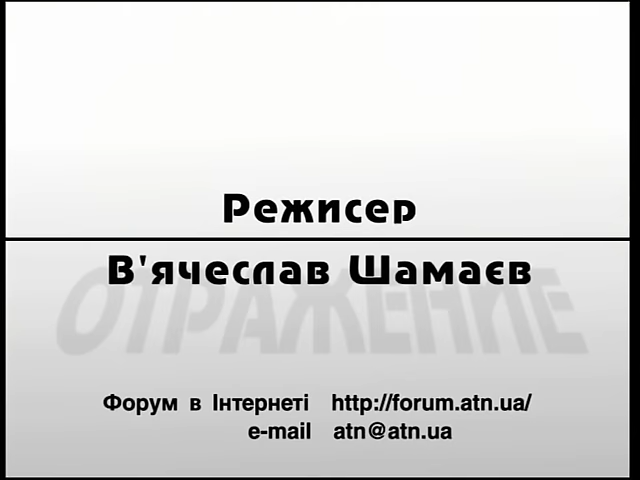 Режисер
В'ячеслав Шамаєв
ОТРАЖЕНИЕ
Форум в Інтернеті http://forum.atn.ua/
e-mail atn@atn.ua